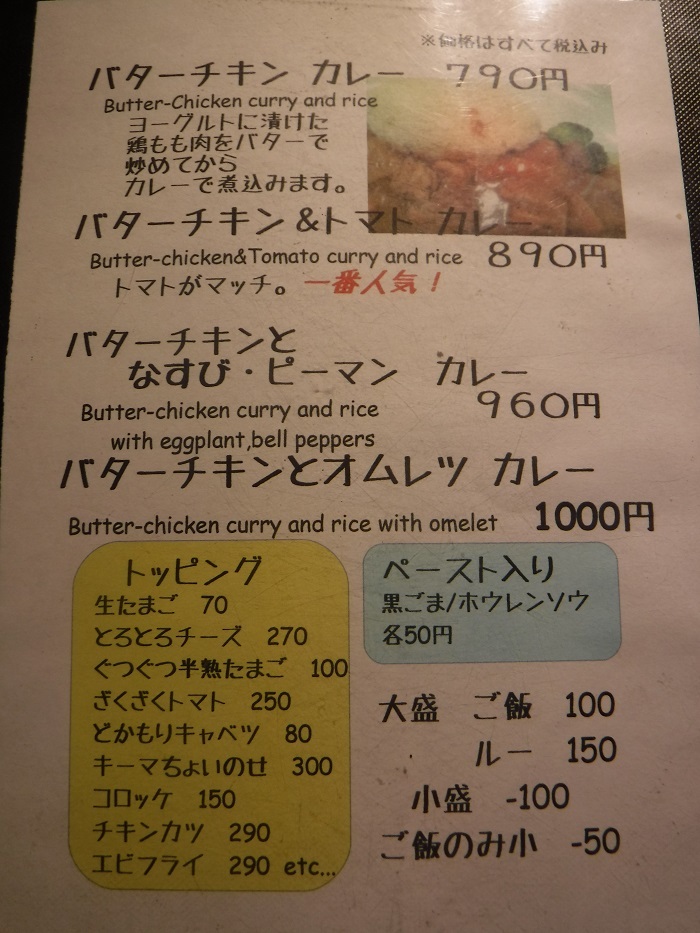 ※価格はすべて税込み
バターチキン カレー 790円
Butter-Chicken curry and rice
ヨーグルトに漬けた
鶏もも肉をバターで
炒めてから
カレーで煮込みます。
バターチキン&トマト カレー
Butter-chicken&Tomato curry and rice 890円
トマトがマッチ。 一番人気!
バターチキンと
なすび・ピーマン カレー
Butter-chicken curry and rice 960円
with eggplant,bell peppers
バターチキンとオムレツ カレー
Butter-chicken curry and rice with omelet 1000円
トッピング
生たまご 70
とろとろチーズ 270
ぐつぐつ半熟たまご 100
ざくざくトマト 250
どかもりキャベツ 80
キーマちょいのせ 300
コロッケ 150
チキンカツ 290
エビフライ 290 etc...
ペースト入り
黒ごま/ホウレンソウ
各50円
大盛 ご飯 100
ルー 150
小盛 -100
ご飯のみ小 -50